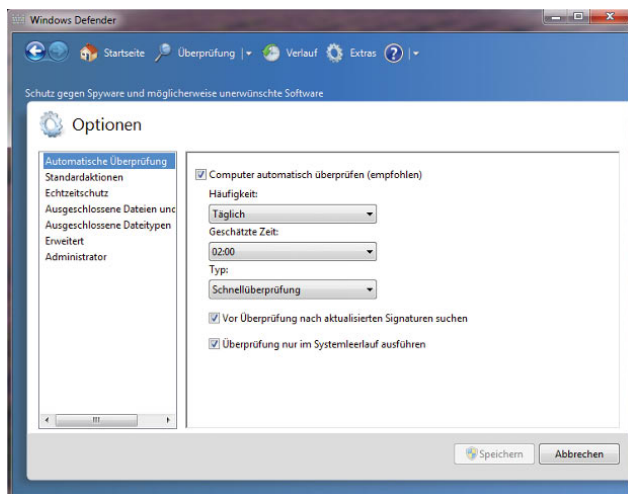 Windows Defender
Startseite Überprüfung Verlauf Extras ?
Schutz gegen Spyware und möglicherweise unerwünschte Software
Optionen
Automatische Überprüfung
Standardaktionen
Echtzeitschutz
Ausgeschlossene Dateien unc
Ausgeschlossene Dateitypen
Erweitert
Administrator
Computer automatisch überprüfen (empfohlen)
Häufigkeit:
Täglich
Geschätzte Zeit:
02:00
Typ:
Schnellüberprüfung
Vor Überprüfung nach aktualisierten Signaturen suchen
Überprüfung nur im Systemleerlauf ausführen
Speichern Abbrechen